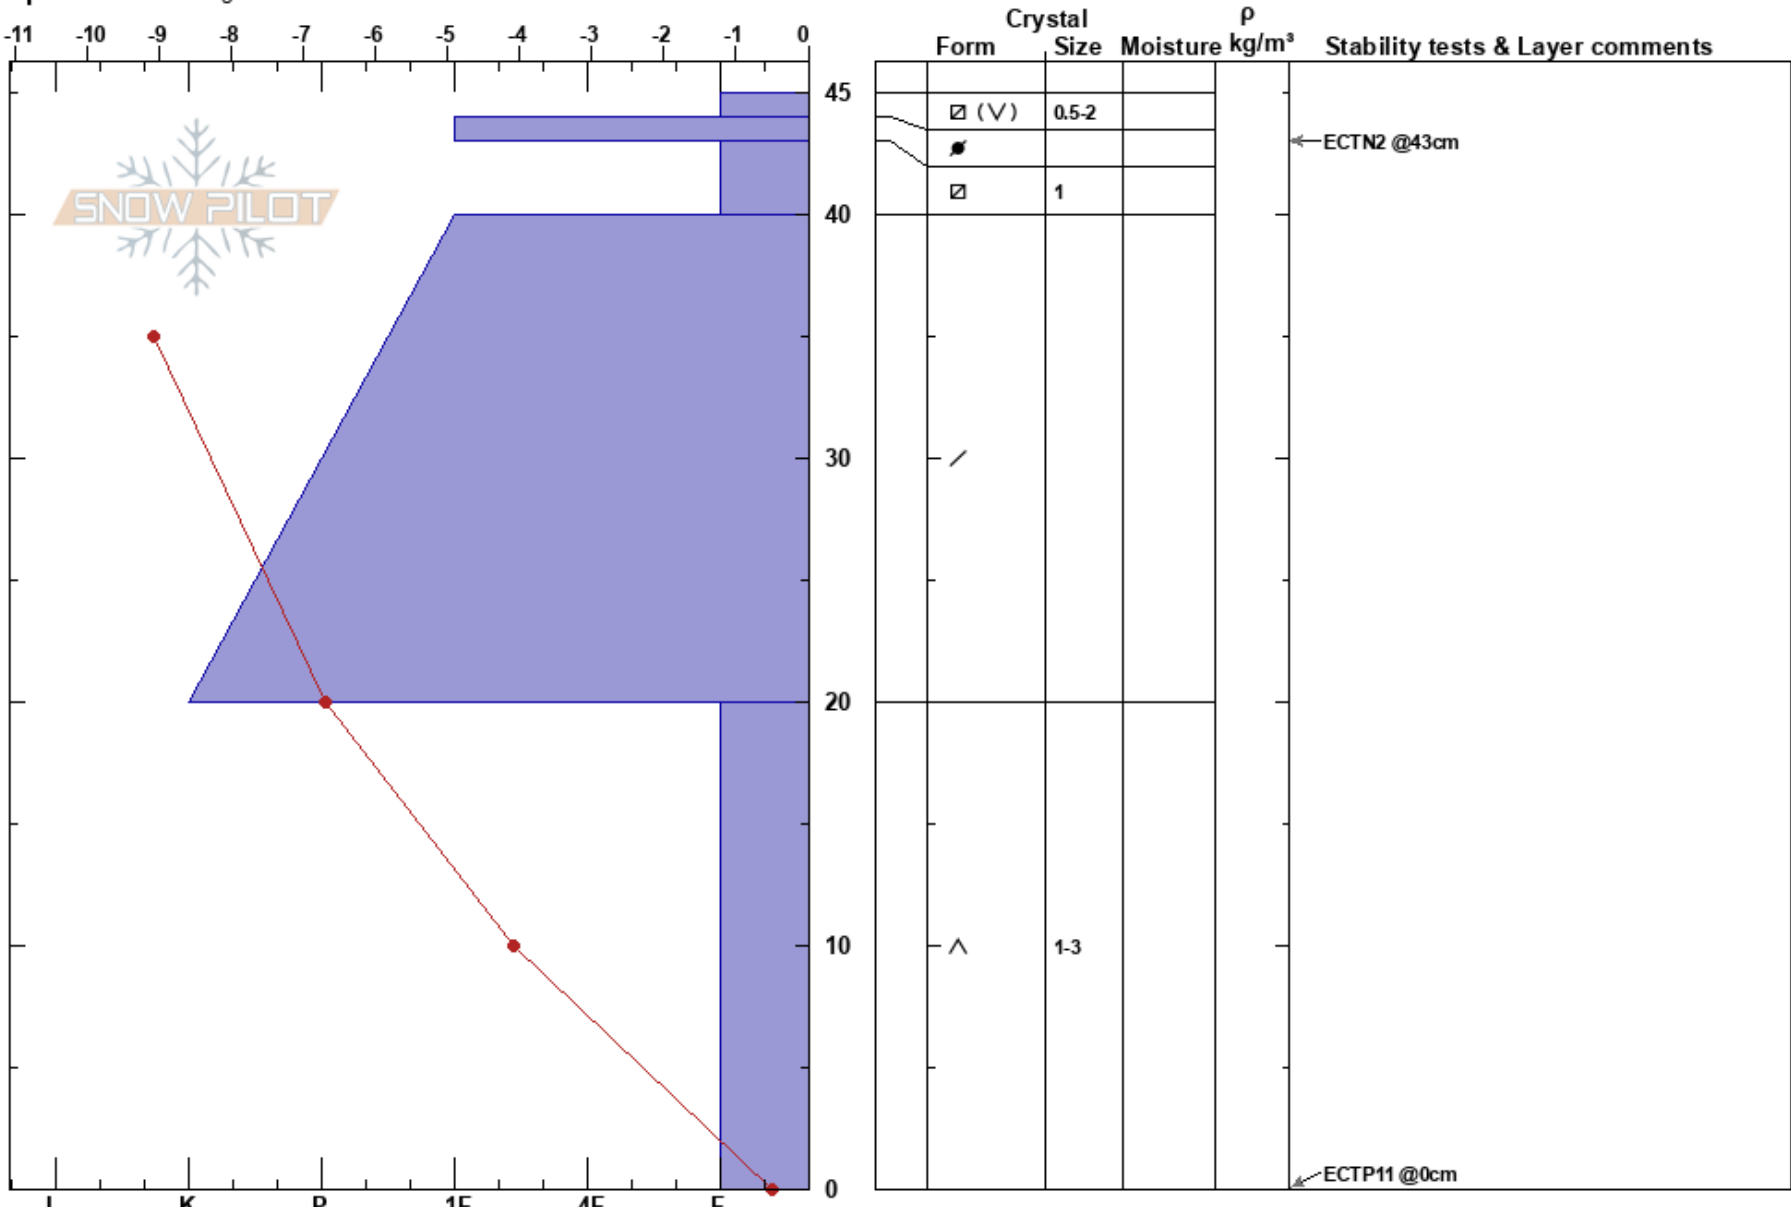 Crystal
ρ
-11 -10 -9 -8 -7 -6 -5 -4 -3 -2 -1 0
Form Size Moisture kg/m³ Stability tests & Layer comments
45
(V) 0.5-2
ECTN2 @43cm
1
40
SNOW PILOT
30
20
10
1-3
ECTP11 @0cm
0
I K P 1F 4F F